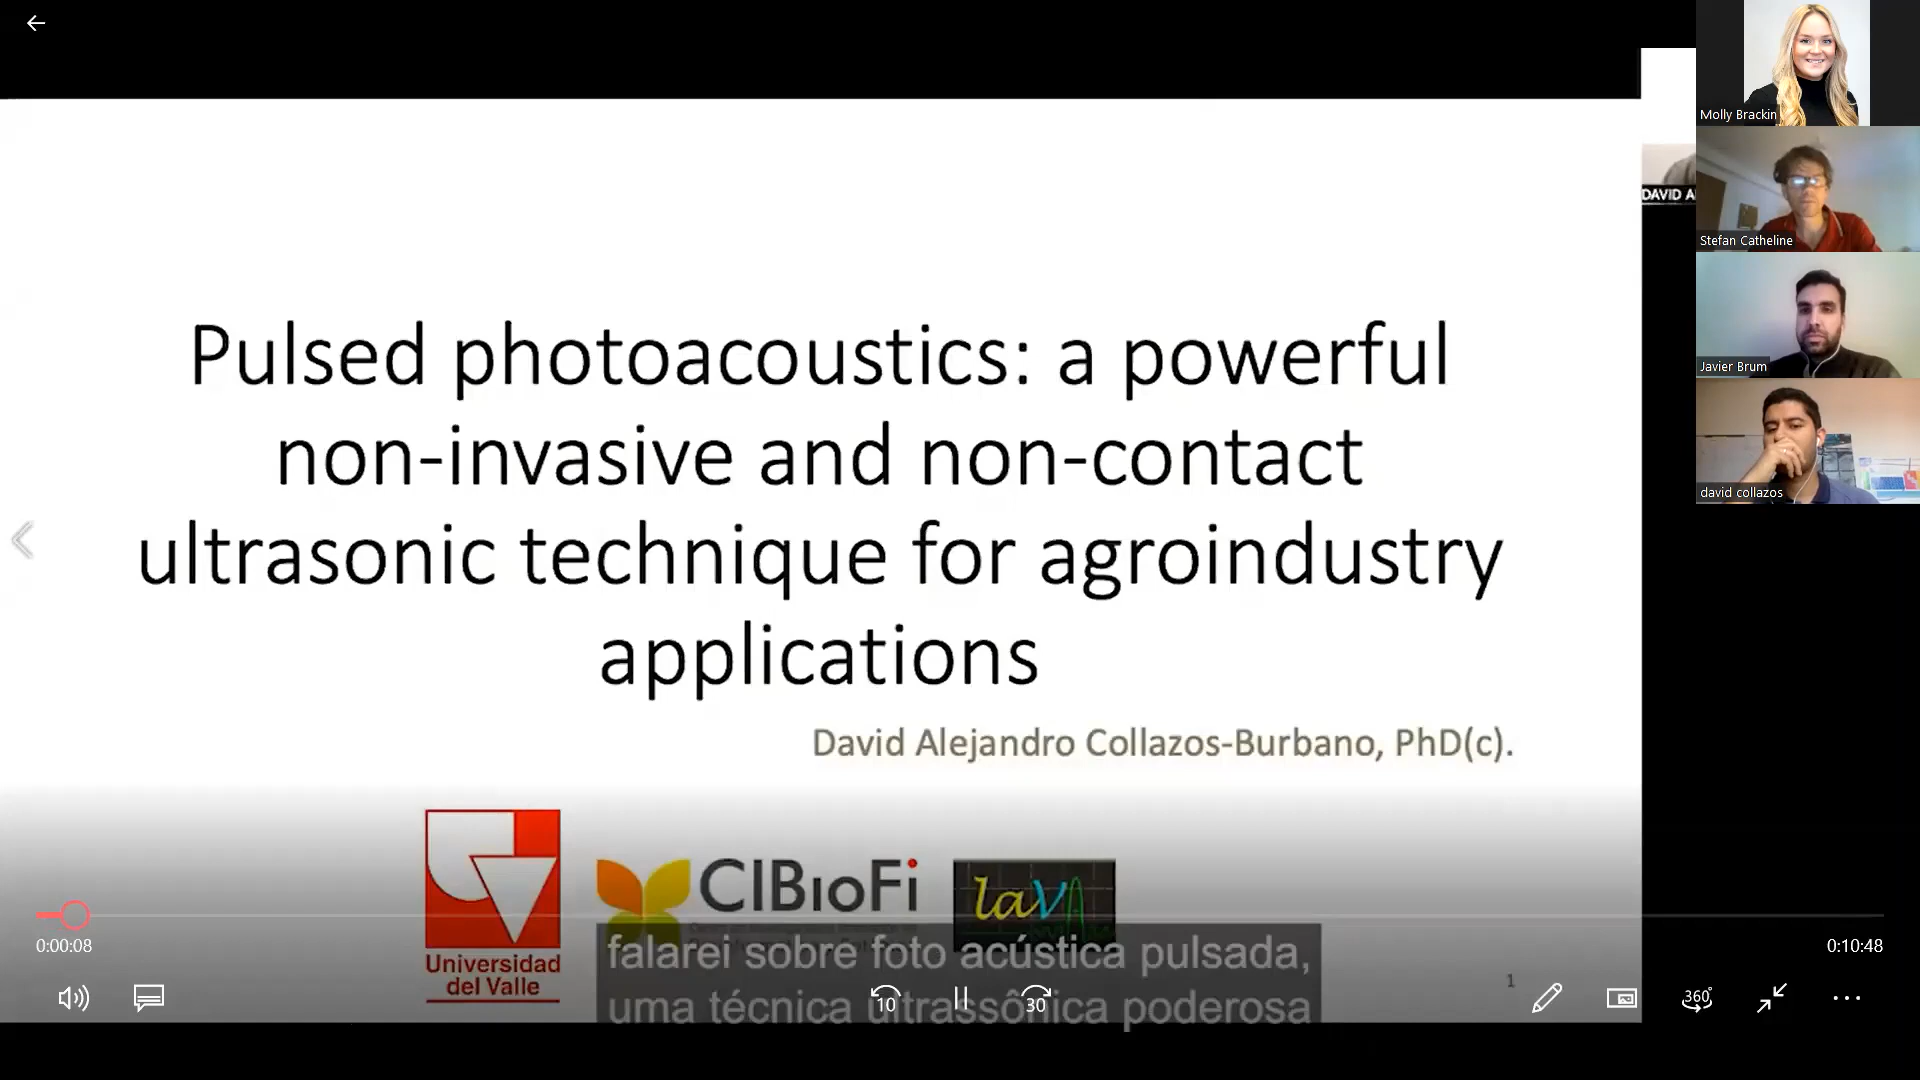 Molly Brackin
DAVID A
Stefan Catheline
Javier Brum
david collazos
Pulsed photoacoustics: a powerful
non-invasive and non-contact
ultrasonic technique for agroindustry
applications
David Alejandro Collazos-Burbano, PhD(c).
Universidad
del Valle
CIBioFi
laV
falarei sobre foto acústica pulsada,
uma técnica ultrassônica poderosa
1
0:00:08
0:10:48
10
30
360°